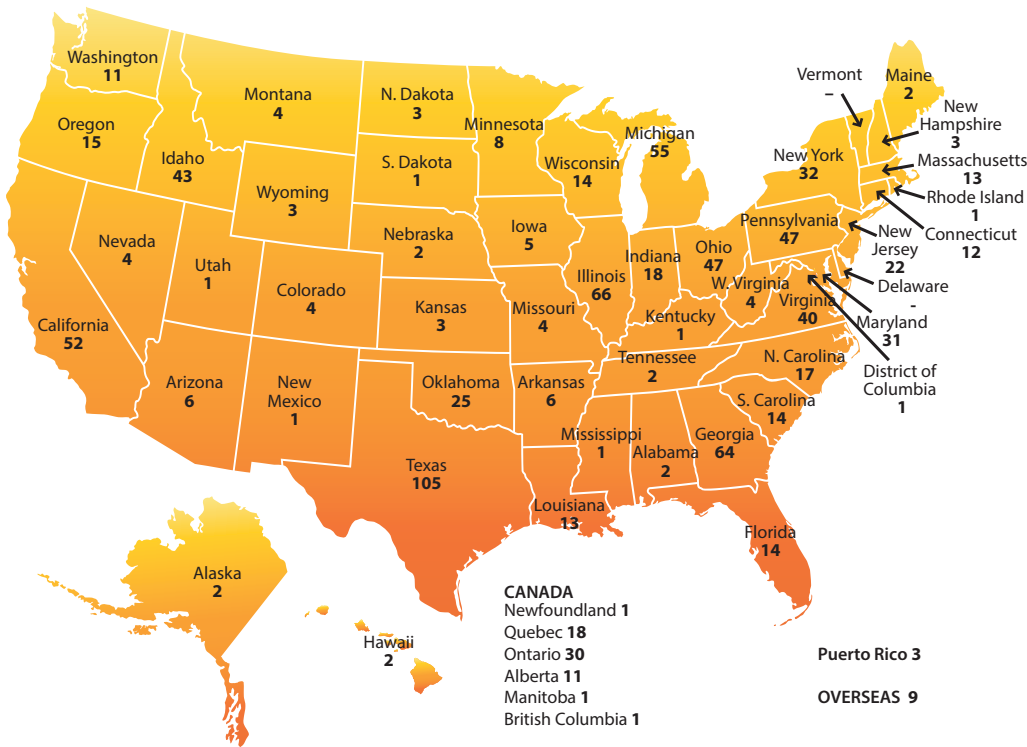 Washington
11
Oregon
15
Idaho
43
Montana
4
N. Dakota
3
Minnesota
8
S. Dakota
1
Wyoming
3
Wisconsin
14
Michigan
55
Vermont
–
Maine
2
New
Hampshire
3
New York
32
Massachusetts
13
Rhode Island
1
Connecticut
12
Pennsylvania
47
New
Jersey
22
Delaware
-
Maryland
31
District of
Columbia
1
Nevada
4
Utah
1
Colorado
4
Nebraska
2
Iowa
5
Illinois
66
Indiana
18
Ohio
47
W. Virginia
4
Virginia
40
California
52
Kansas
3
Missouri
4
Kentucky
1
Tennessee
2
N. Carolina
17
Arizona
6
New
Mexico
1
Oklahoma
25
Arkansas
6
S. Carolina
14
Mississippi
1
Alabama
2
Georgia
64
Texas
105
Louisiana
13
Florida
14
Alaska
2
Hawaii
2
CANADA
Newfoundland 1
Quebec 18
Ontario 30
Alberta 11
Manitoba 1
British Columbia 1
Puerto Rico 3
OVERSEAS 9